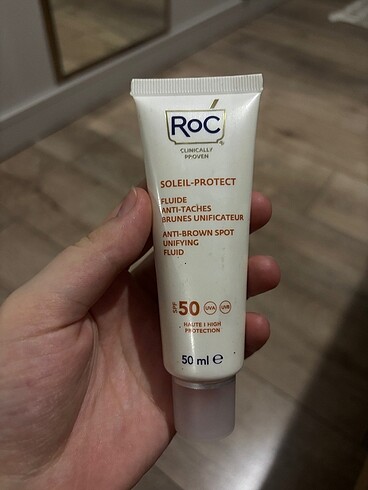 RoC
CLINICALLY
PROVEN
SOLEIL-PROTECT
FLUIDE
ANTI-TACHES
BRUNES UNIFICATEUR
ANTI-BROWN SPOT
UNIFYING
FLUID
SPF 50 UVA UVB
HAUTE I HIGH
PROTECTION
50 ml e